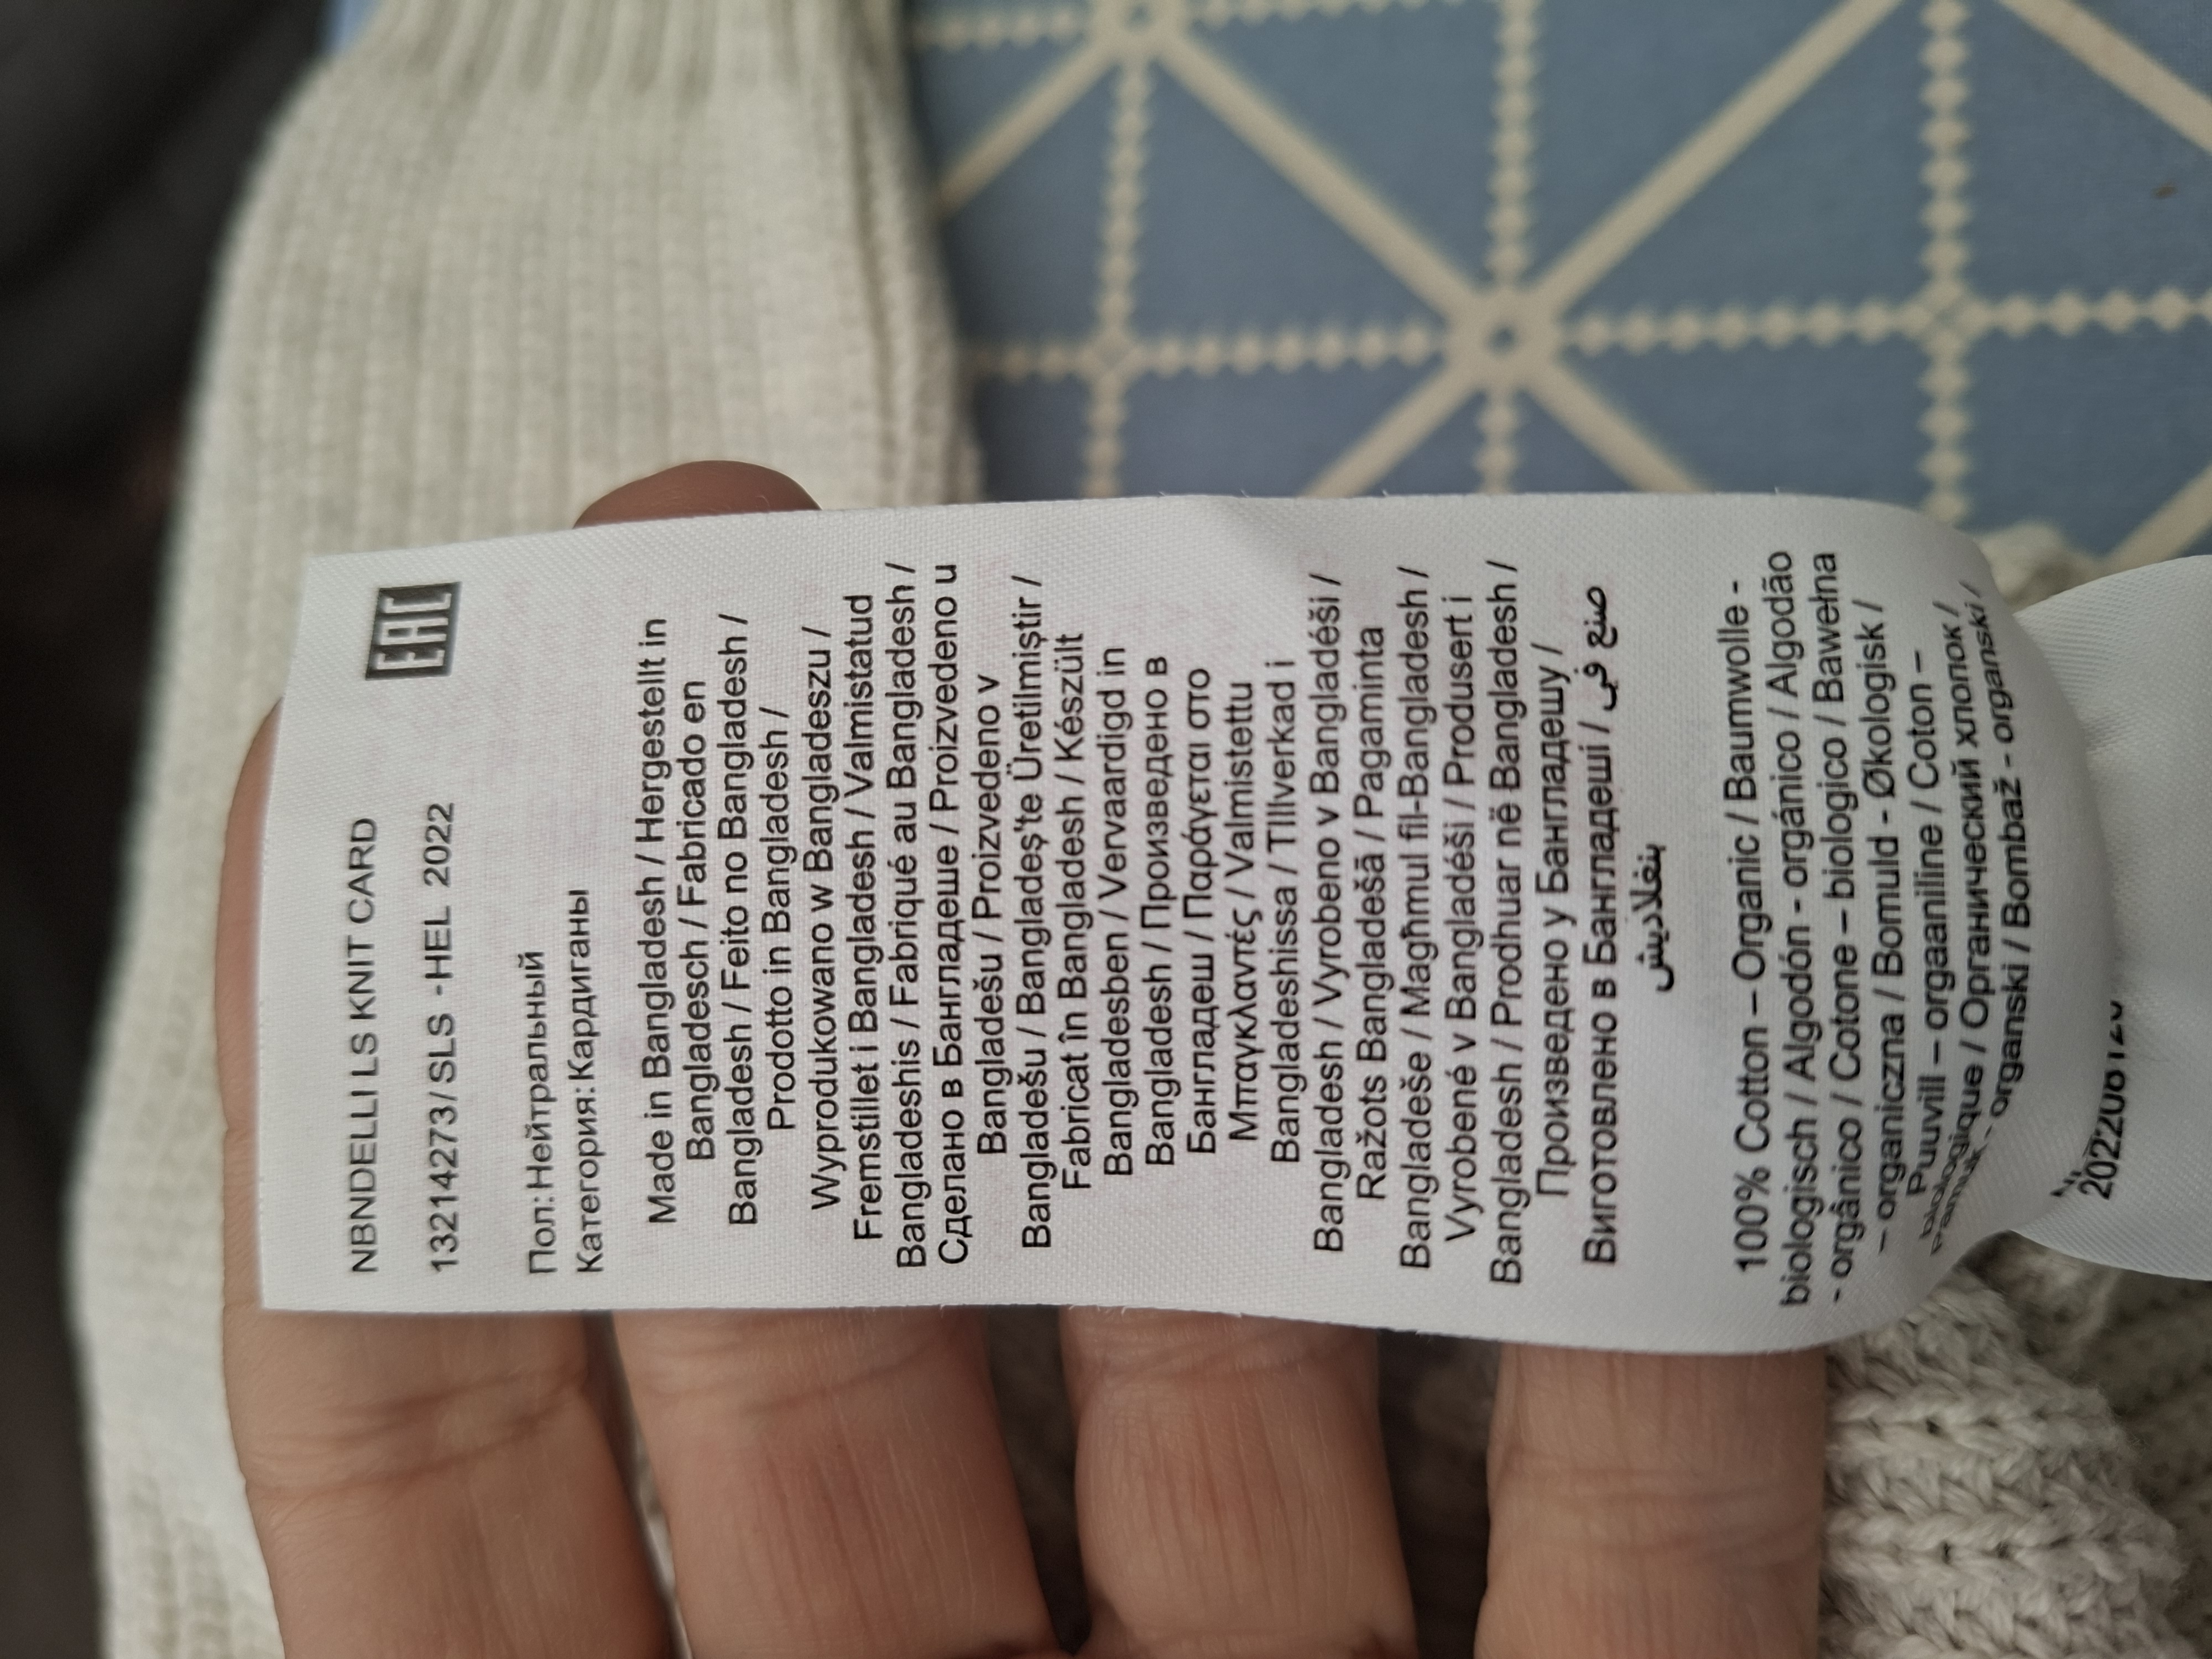 EAC
NBNDELLI LS KNIT CARD
13214273/ SLS -HEL 2022
Пол:Нейтральный
Категория:Кардиганы
Made in Bangladesh / Hergestellt in
Bangladesch / Fabricado en
Bangladesh / Feito no Bangladesh /
Prodotto in Bangladesh /
Wyprodukowano w Bangladeszu /
Fremstillet i Bangladesh / Valmistatud
Bangladeshis / Fabriqué au Bangladesh /
Сделано в Бангладеше / Proizvedeno u
Bangladešu / Proizvedeno v
Bangladešu / Bangladeş'te Üretilmiştir /
Fabricat în Bangladesh / Készült
Bangladesben / Vervaardigd in
Bangladesh / Произведено в
Бангладеш / Παράγεται στο
Μπαγκλαντές / Valmistettu
Bangladeshissa / TIllverkad i
Bangladesh / Vyrobeno v Bangladéši /
Ražots Bangladešā / Pagaminta
Bangladeše / Magħmul fil-Bangladesh /
Vyrobené v Bangladéši / Produsert i
Bangladesh / Prodhuar në Bangladesh /
Произведено у Бангладешу /
Виготовлено в Бангладеші / صنع في
بنغلاديش
100% Cotton – Organic / Baumwolle -
biologisch / Algodón - orgánico / Algodão
- orgânico / Cotone – biologico / Bawełna
– organiczna / Bomuld - Økologisk /
Puuvill – orgaaniline / Coton –
biologique / Органический хлопок /
Pamuk - organski / Bombaž - organski /